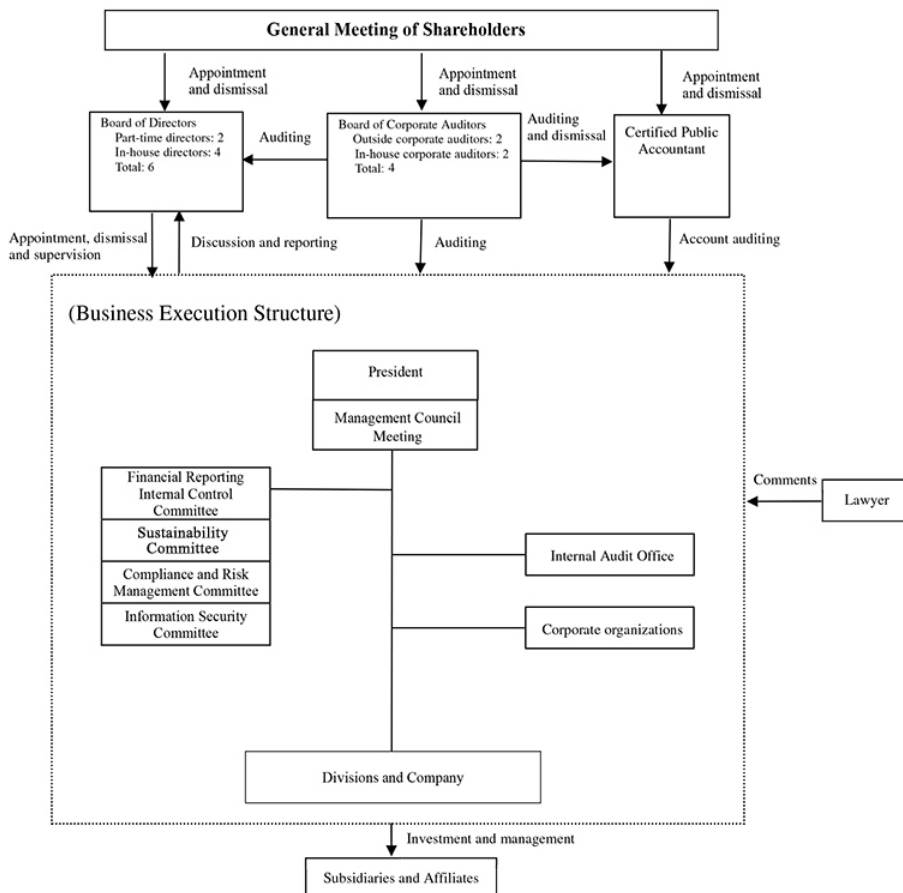 General Meeting of Shareholders
Appointment
and dismissal
Appointment
and dismissal
Appointment
and dismissal
Board of Directors
Part-time directors: 2
In-house directors: 4
Total: 6
Auditing
Board of Corporate Auditors
Outside corporate auditors: 2
In-house corporate auditors: 2
Total: 4
Auditing
and dismissal
Certified Public
Accountant
Appointment, dismissal
and supervision
Discussion and reporting
Auditing
Account auditing
(Business Execution Structure)
President
Management Council
Meeting
Financial Reporting
Internal Control
Committee
Sustainability
Committee
Compliance and Risk
Management Committee
Information Security
Committee
Internal Audit Office
Corporate organizations
Comments
Lawyer
Divisions and Company
Investment and management
Subsidiaries and Affiliates